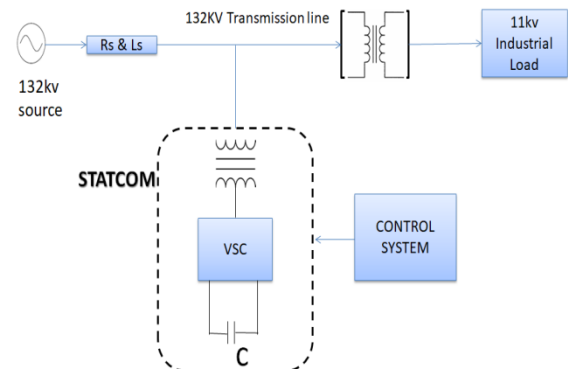 132KV Transmission line
Rs & Ls
11kv
Industrial
Load
132kv
source
STATCOM
VSC
CONTROL
SYSTEM
C